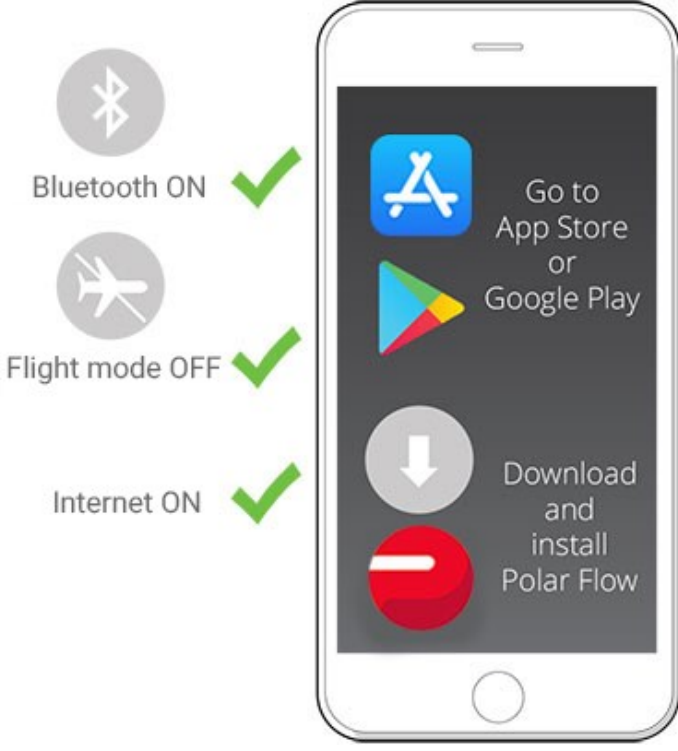 Bluetooth ON
Flight mode OFF
Internet ON
Go to
App Store
or
Google Play
Download
and
install
Polar Flow